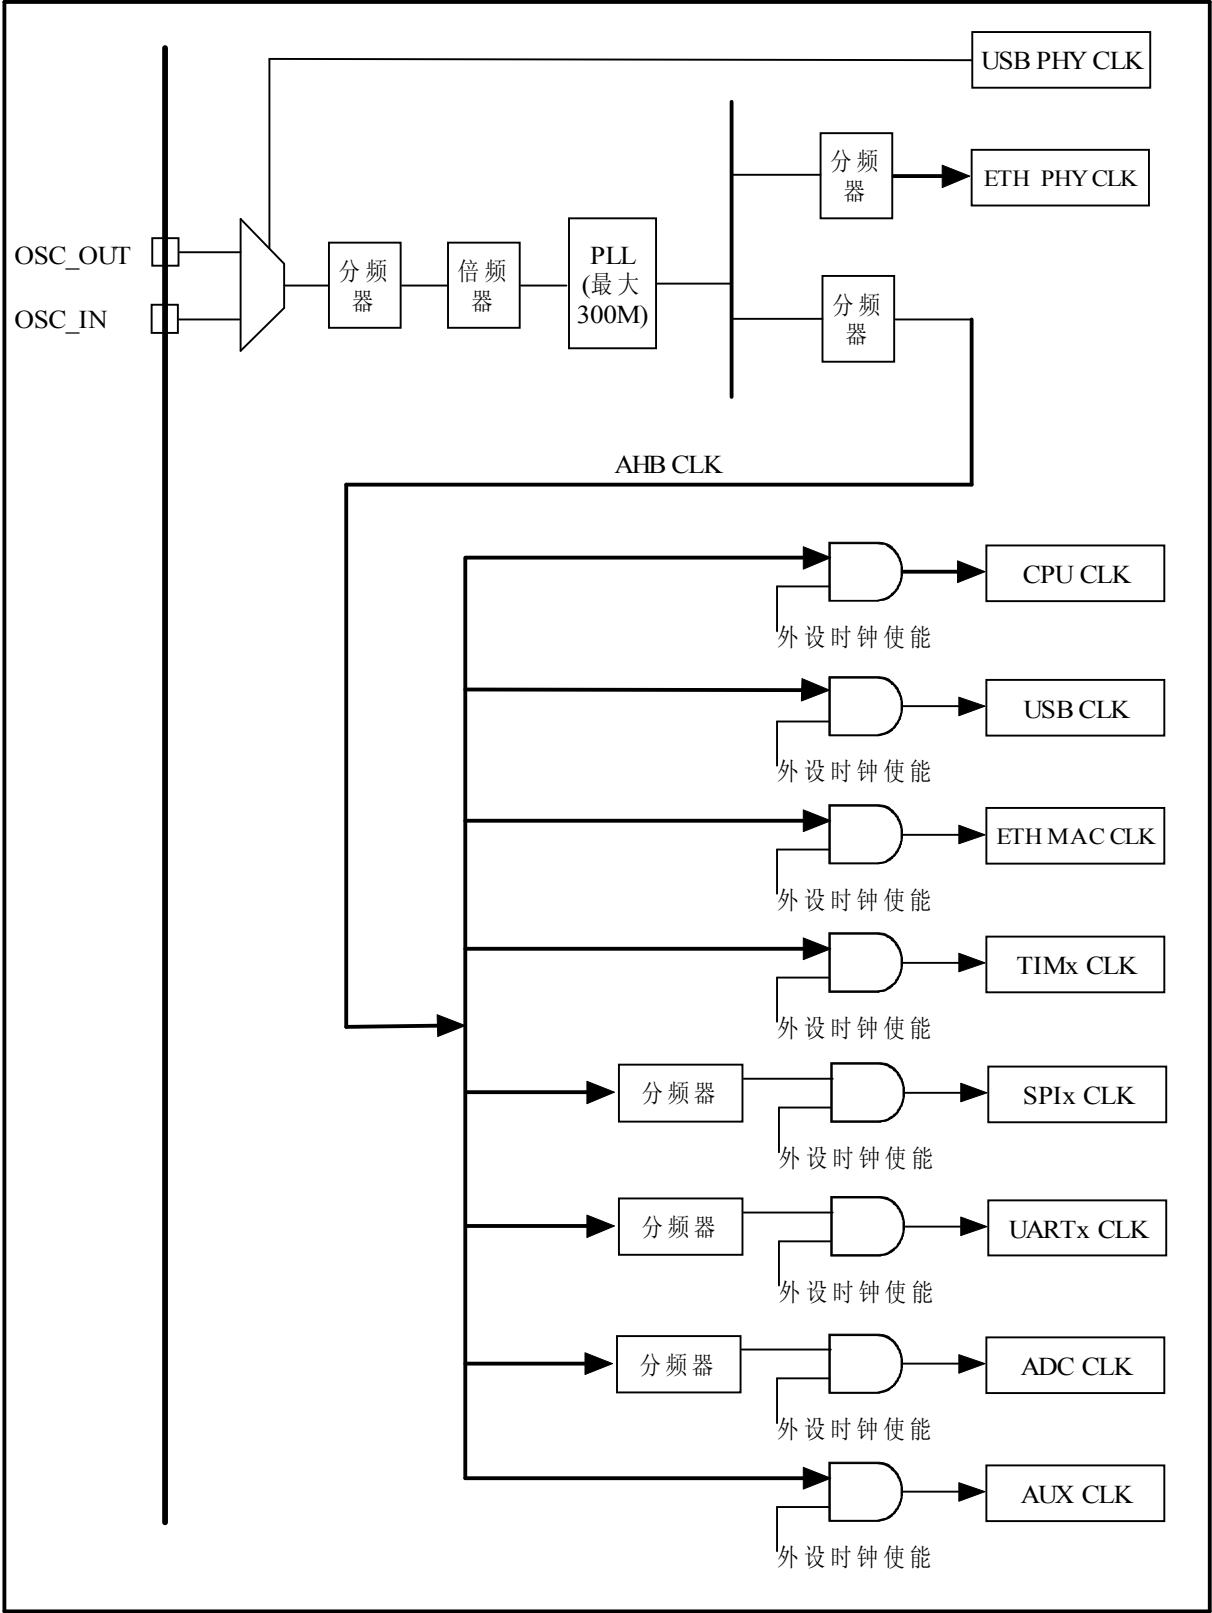 USB PHY CLK
分频
器
ETH PHY CLK
OSC_OUT
OSC_IN
分频
器
倍频
器
PLL
(最大
300M)
分频
器
AHB CLK
CPU CLK
外设时钟使能
USB CLK
外设时钟使能
ETH MAC CLK
外设时钟使能
TIMx CLK
外设时钟使能
分频器
SPIx CLK
外设时钟使能
分频器
UARTx CLK
外设时钟使能
分频器
ADC CLK
外设时钟使能
AUX CLK
外设时钟使能